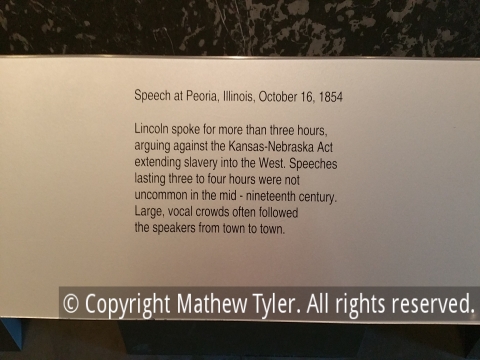 Speech at Peoria, Illinois, October 16, 1854
Lincoln spoke for more than three hours,
arguing against the Kansas-Nebraska Act
extending slavery into the West. Speeches
lasting three to four hours were not
uncommon in the mid - nineteenth century.
Large, vocal crowds often followed
the speakers from town to town.
© Copyright Mathew Tyler. All rights reserved.